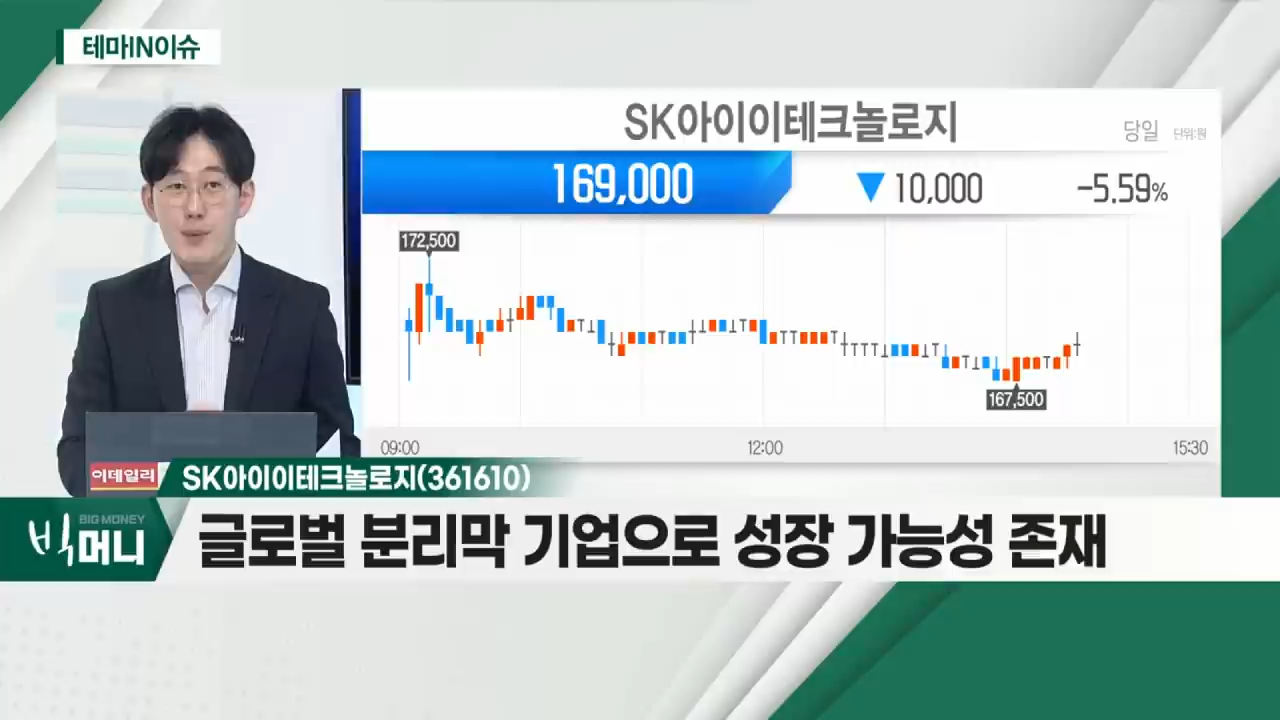 테마IN이슈
SK아이이테크놀로지
당일 단위:원
169,000 ▼ 10,000 -5.59%
172,500
167,500
09:00 12:00 15:30
이데일리 SK아이이테크놀로지(361610)
BIG MONEY
빅머니
글로벌 분리막 기업으로 성장 가능성 존재